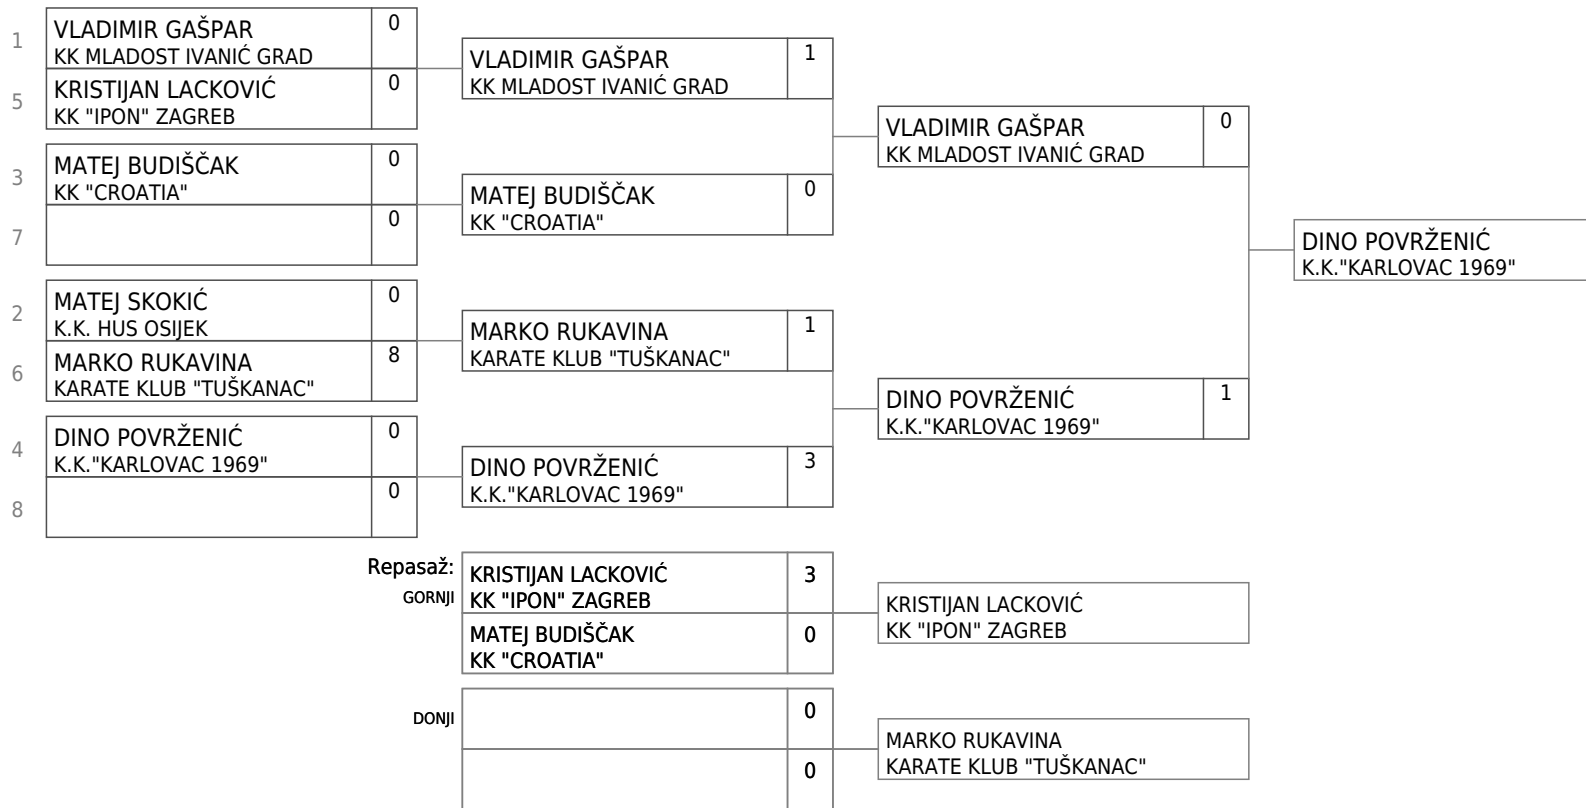 1
VLADIMIR GAŠPAR
KK MLADOST IVANIĆ GRAD
0
5
KRISTIJAN LACKOVIĆ
KK "IPON" ZAGREB
0
3
MATEJ BUDIŠČAK
KK "CROATIA"
0
7
0
2
MATEJ SKOKIĆ
K.K. HUS OSIJEK
0
6
MARKO RUKAVINA
KARATE KLUB "TUŠKANAC"
8
4
DINO POVRŽENIĆ
K.K."KARLOVAC 1969"
0
8
0
VLADIMIR GAŠPAR
KK MLADOST IVANIĆ GRAD
1
MATEJ BUDIŠČAK
KK "CROATIA"
0
MARKO RUKAVINA
KARATE KLUB "TUŠKANAC"
1
DINO POVRŽENIĆ
K.K."KARLOVAC 1969"
3
VLADIMIR GAŠPAR
KK MLADOST IVANIĆ GRAD
0
DINO POVRŽENIĆ
K.K."KARLOVAC 1969"
1
DINO POVRŽENIĆ
K.K."KARLOVAC 1969"
Repasaž:
GORNJI
KRISTIJAN LACKOVIĆ
KK "IPON" ZAGREB
3
MATEJ BUDIŠČAK
KK "CROATIA"
0
KRISTIJAN LACKOVIĆ
KK "IPON" ZAGREB
DONJI
0
0
MARKO RUKAVINA
KARATE KLUB "TUŠKANAC"